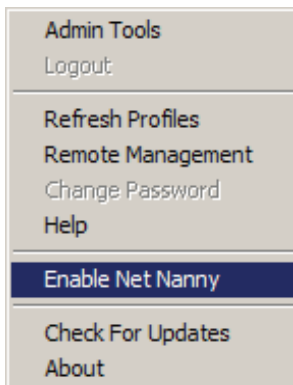 Admin Tools
Logout
Refresh Profiles
Remote Management
Change Password
Help
Enable Net Nanny
Check For Updates
About